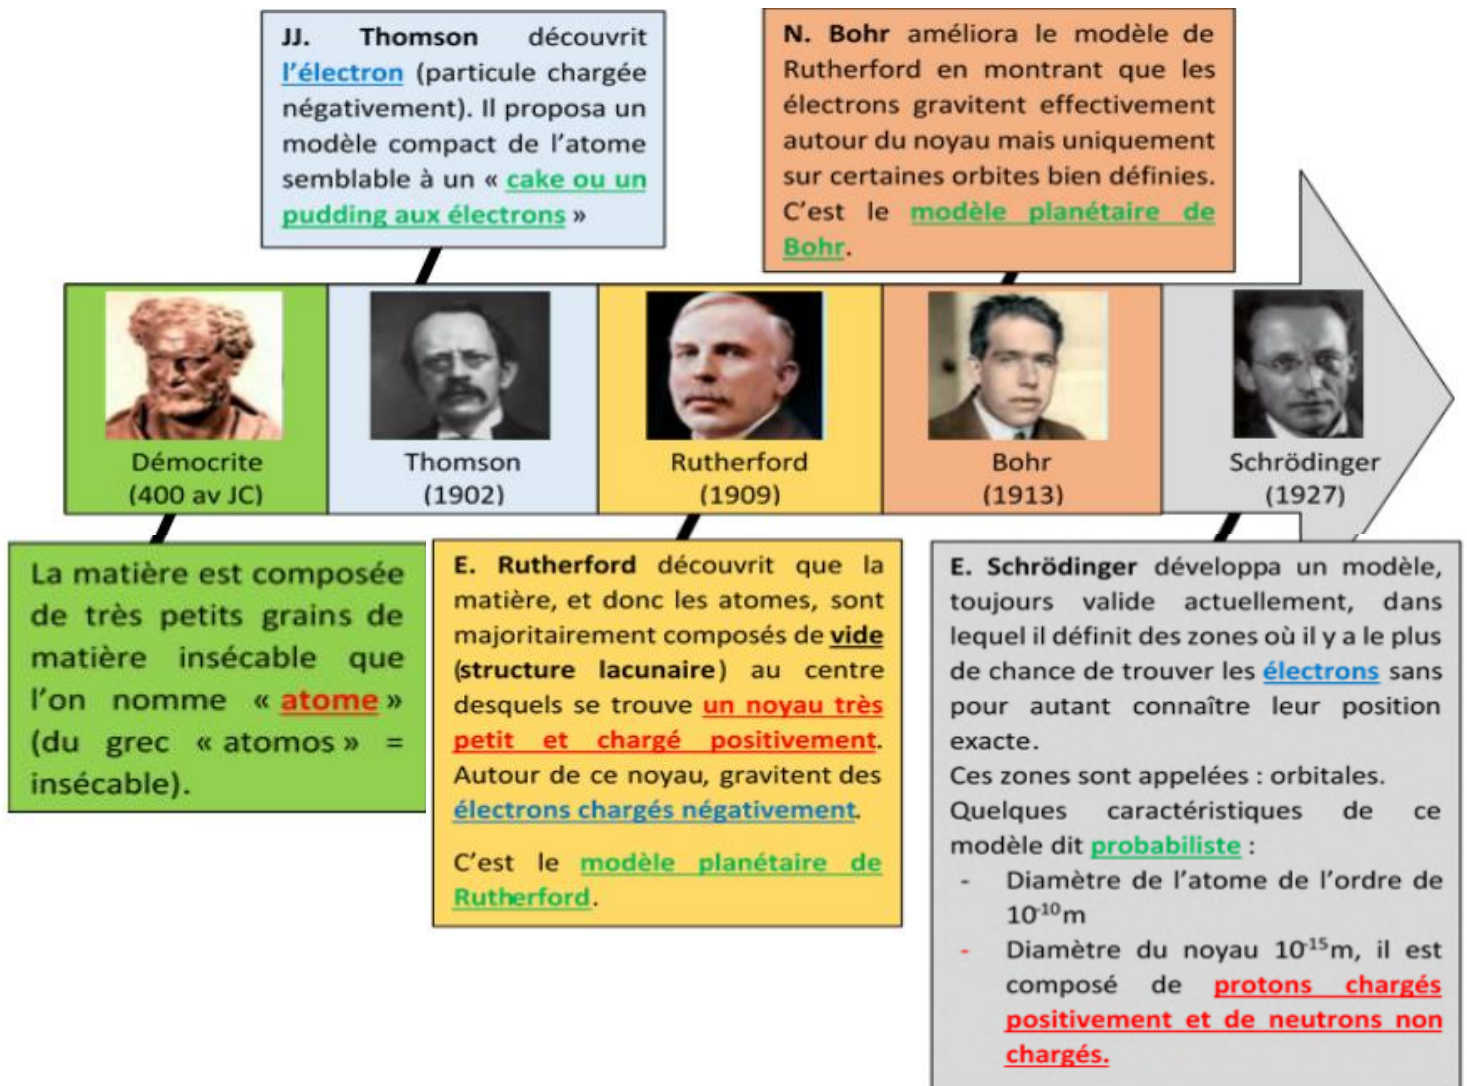 JJ. Thomson découvrit
l'électron (particule chargée
négativement). Il proposa un
modèle compact de l'atome
semblable à un « cake ou un
pudding aux électrons »
N. Bohr améliora le modèle de
Rutherford en montrant que les
électrons gravitent effectivement
autour du noyau mais uniquement
sur certaines orbites bien définies.
C'est le modèle planétaire de
Bohr.
Démocrite
(400 av JC)
Thomson
(1902)
Rutherford
(1909)
Bohr
(1913)
Schrödinger
(1927)
La matière est composée
de très petits grains de
matière insécable que
l'on nomme « atome »
(du grec « atomos » =
insécable).
E. Rutherford découvrit que la
matière, et donc les atomes, sont
majoritairement composés de vide
(structure lacunaire) au centre
desquels se trouve un noyau très
petit et chargé positivement.
Autour de ce noyau, gravitent des
électrons chargés négativement.
C'est le modèle planétaire de
Rutherford.
E. Schrödinger développa un modèle,
toujours valide actuellement, dans
lequel il définit des zones où il y a le plus
de chance de trouver les électrons sans
pour autant connaître leur position
exacte.
Ces zones sont appelées : orbitales.
Quelques caractéristiques de ce
modèle dit probabiliste :
- Diamètre de l'atome de l'ordre de
10⁻¹⁰m
- Diamètre du noyau 10⁻¹⁵m, il est
composé de protons chargés
positivement et de neutrons non
chargés.